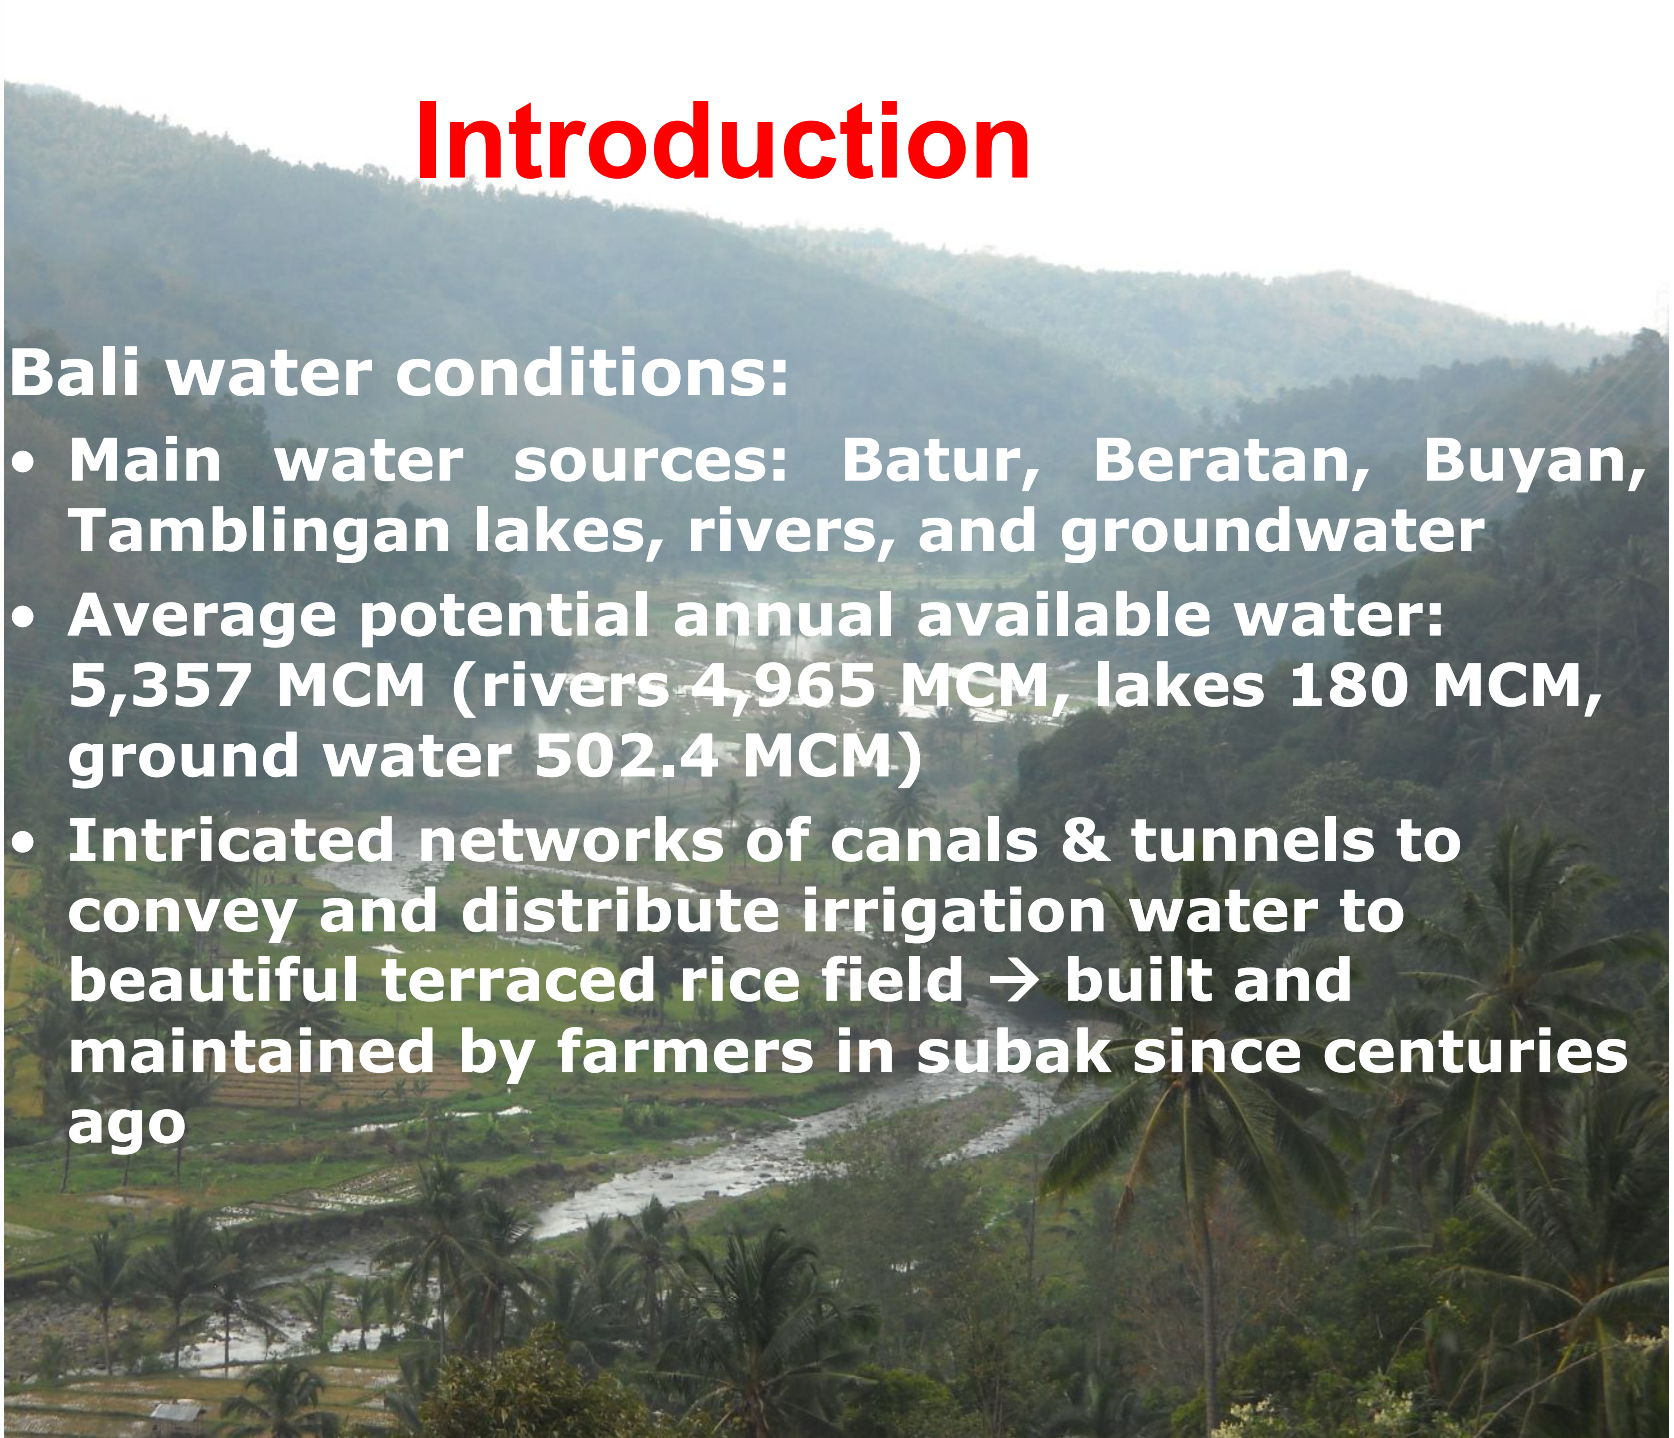 Introduction
Bali water conditions:
• Main water sources: Batur, Beratan, Buyan,
Tamblingan lakes, rivers, and groundwater
• Average potential annual available water:
5,357 MCM (rivers 4,965 MCM, lakes 180 MCM,
ground water 502.4 MCM)
• Intricated networks of canals & tunnels to
convey and distribute irrigation water to
beautiful terraced rice field → built and
maintained by farmers in subak since centuries
ago